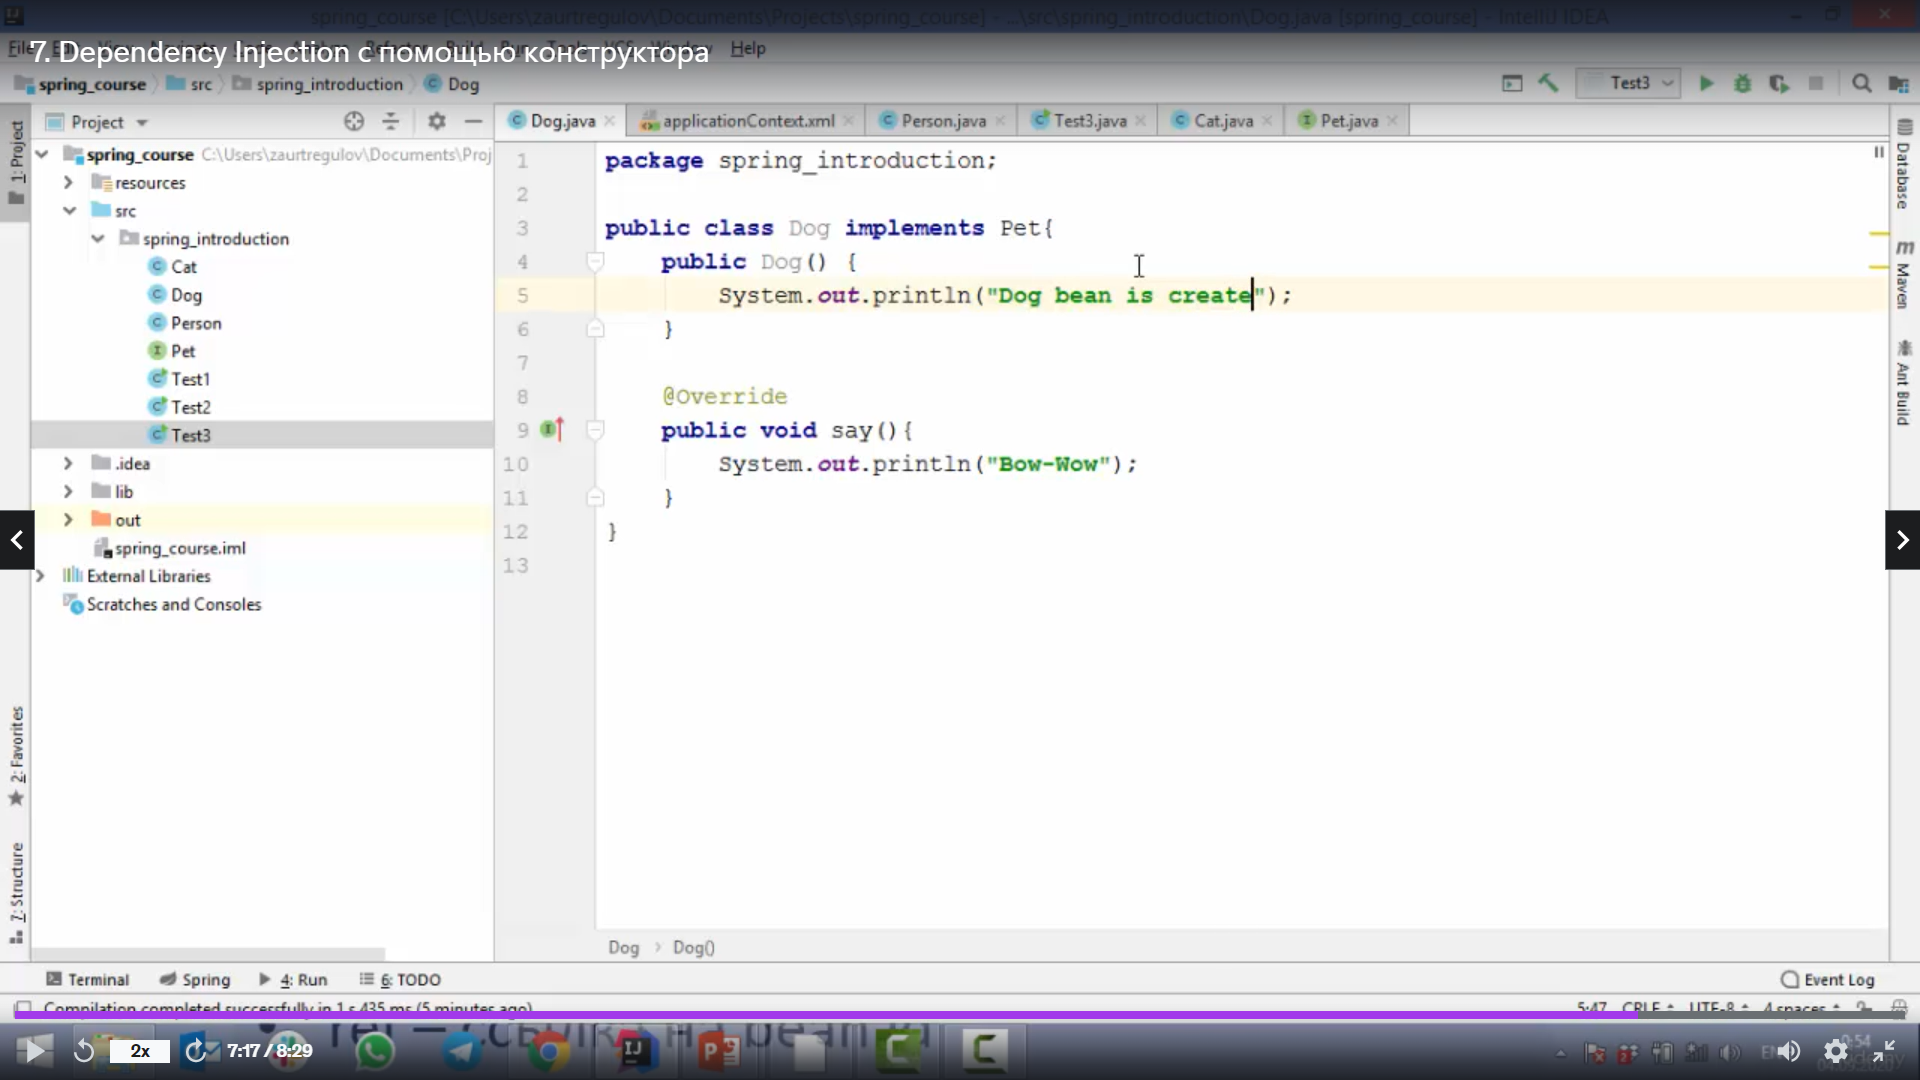 spring_course [C:\Users\zaurtregulov\Documents\Projects\spring_course] - ...\src\spring_introduction\Dog.java [spring_course] - IntelliJ IDEA
File Help
7. Dependency Injection с помощью конструктора
spring_course src spring_introduction Dog Test3
1: Project
Project
Dog.java applicationContext.xml Person.java Test3.java Cat.java Pet.java
spring_course C:\Users\zaurtregulov\Documents\Proj
resources
src
spring_introduction
Cat
Dog
Person
Pet
Test1
Test2
Test3
.idea
lib
out
spring_course.iml
External Libraries
Scratches and Consoles
1 package spring_introduction;
2
3 public class Dog implements Pet{
4 public Dog() {
5 System.out.println("Dog bean is create");
6 }
7
8 @Override
9 public void say(){
10 System.out.println("Bow-Wow");
11 }
12 }
13
Database
Maven
Ant Build
2: Favorites
7: Structure
Dog Dog()
Terminal Spring 4: Run 6: TODO Event Log
Compilation completed successfully in 1 s 435 ms (5 minutes ago) 5:47 CRLF UTF-8 4 spaces
ref – ссылка на bean id
2x 7:17 / 8:29